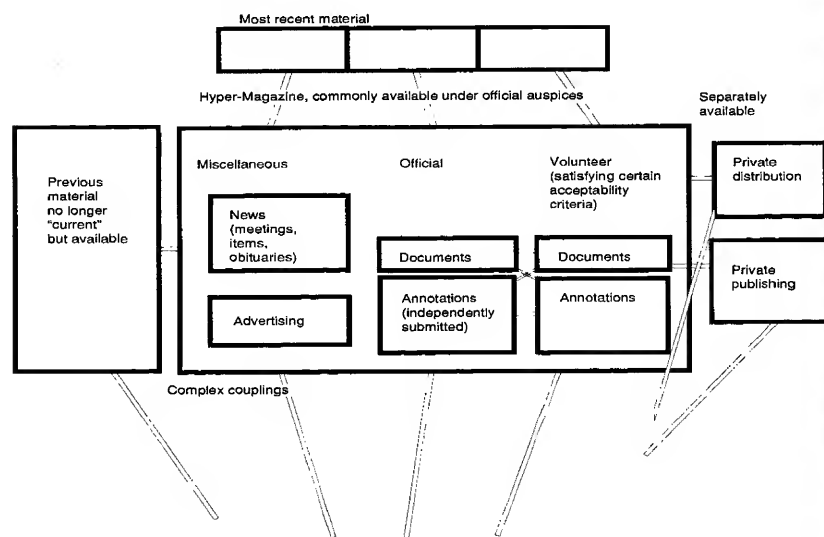 Most recent material
Hyper-Magazine, commonly available under official auspices
Separately
available
Previous
material
no longer
"current"
but available
Miscellaneous
News
(meetings,
items,
obituaries)
Advertising
Official
Documents
Annotations
(independently
submitted)
Volunteer
(satisfying certain
acceptability
criteria)
Documents
Annotations
Private
distribution
Private
publishing
Complex couplings